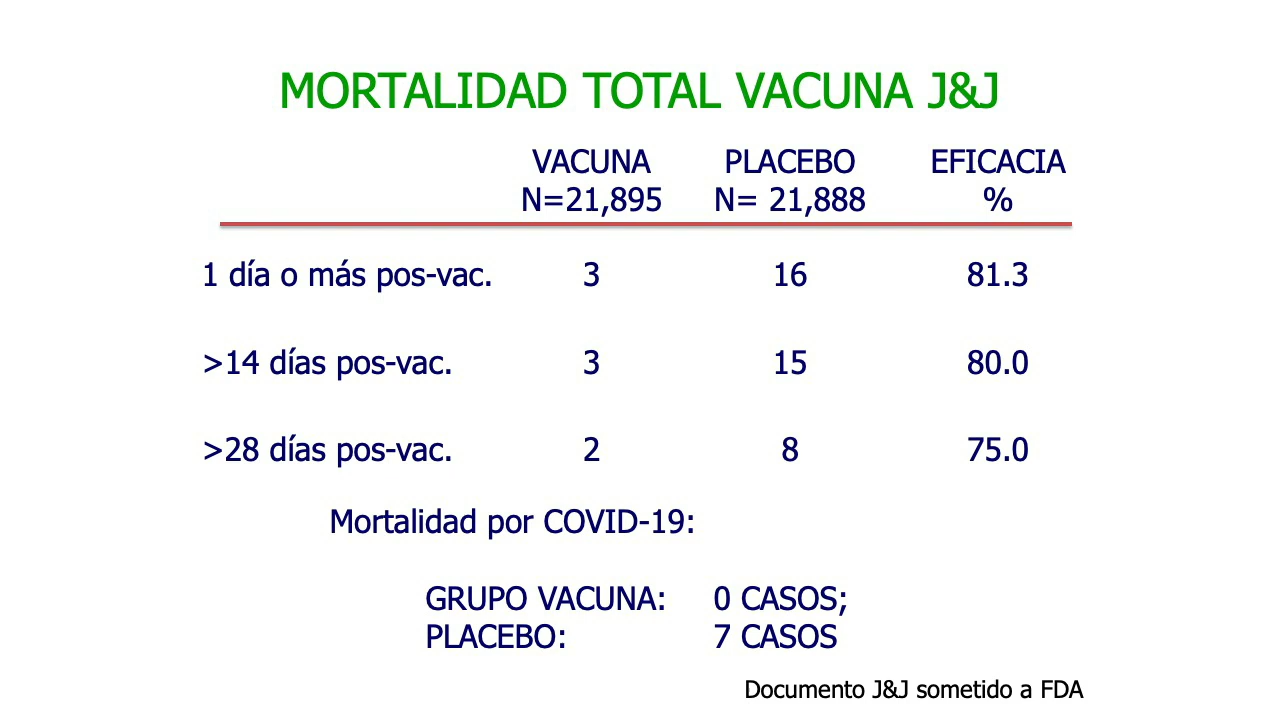 MORTALIDAD TOTAL VACUNA J&J
VACUNA PLACEBO EFICACIA
N=21,895 N= 21,888 %
1 día o más pos-vac. 3 16 81.3
>14 días pos-vac. 3 15 80.0
>28 días pos-vac. 2 8 75.0
Mortalidad por COVID-19:
GRUPO VACUNA: 0 CASOS;
PLACEBO: 7 CASOS
Documento J&J sometido a FDA